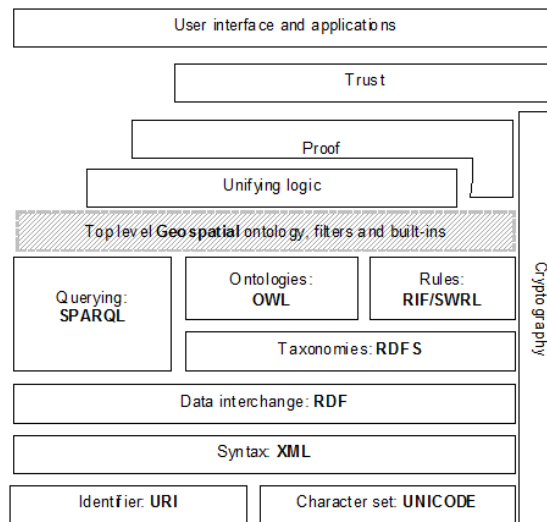 User interface and applications
Trust
Proof
Unifying logic
Top level Geospatial ontology, filters and built-ins
Querying:
SPARQL
Ontologies:
OWL
Rules:
RIF/SWRL
Taxonomies: RDFS
Data interchange: RDF
Syntax: XML
Identifier: URI
Character set: UNICODE
Cryptography